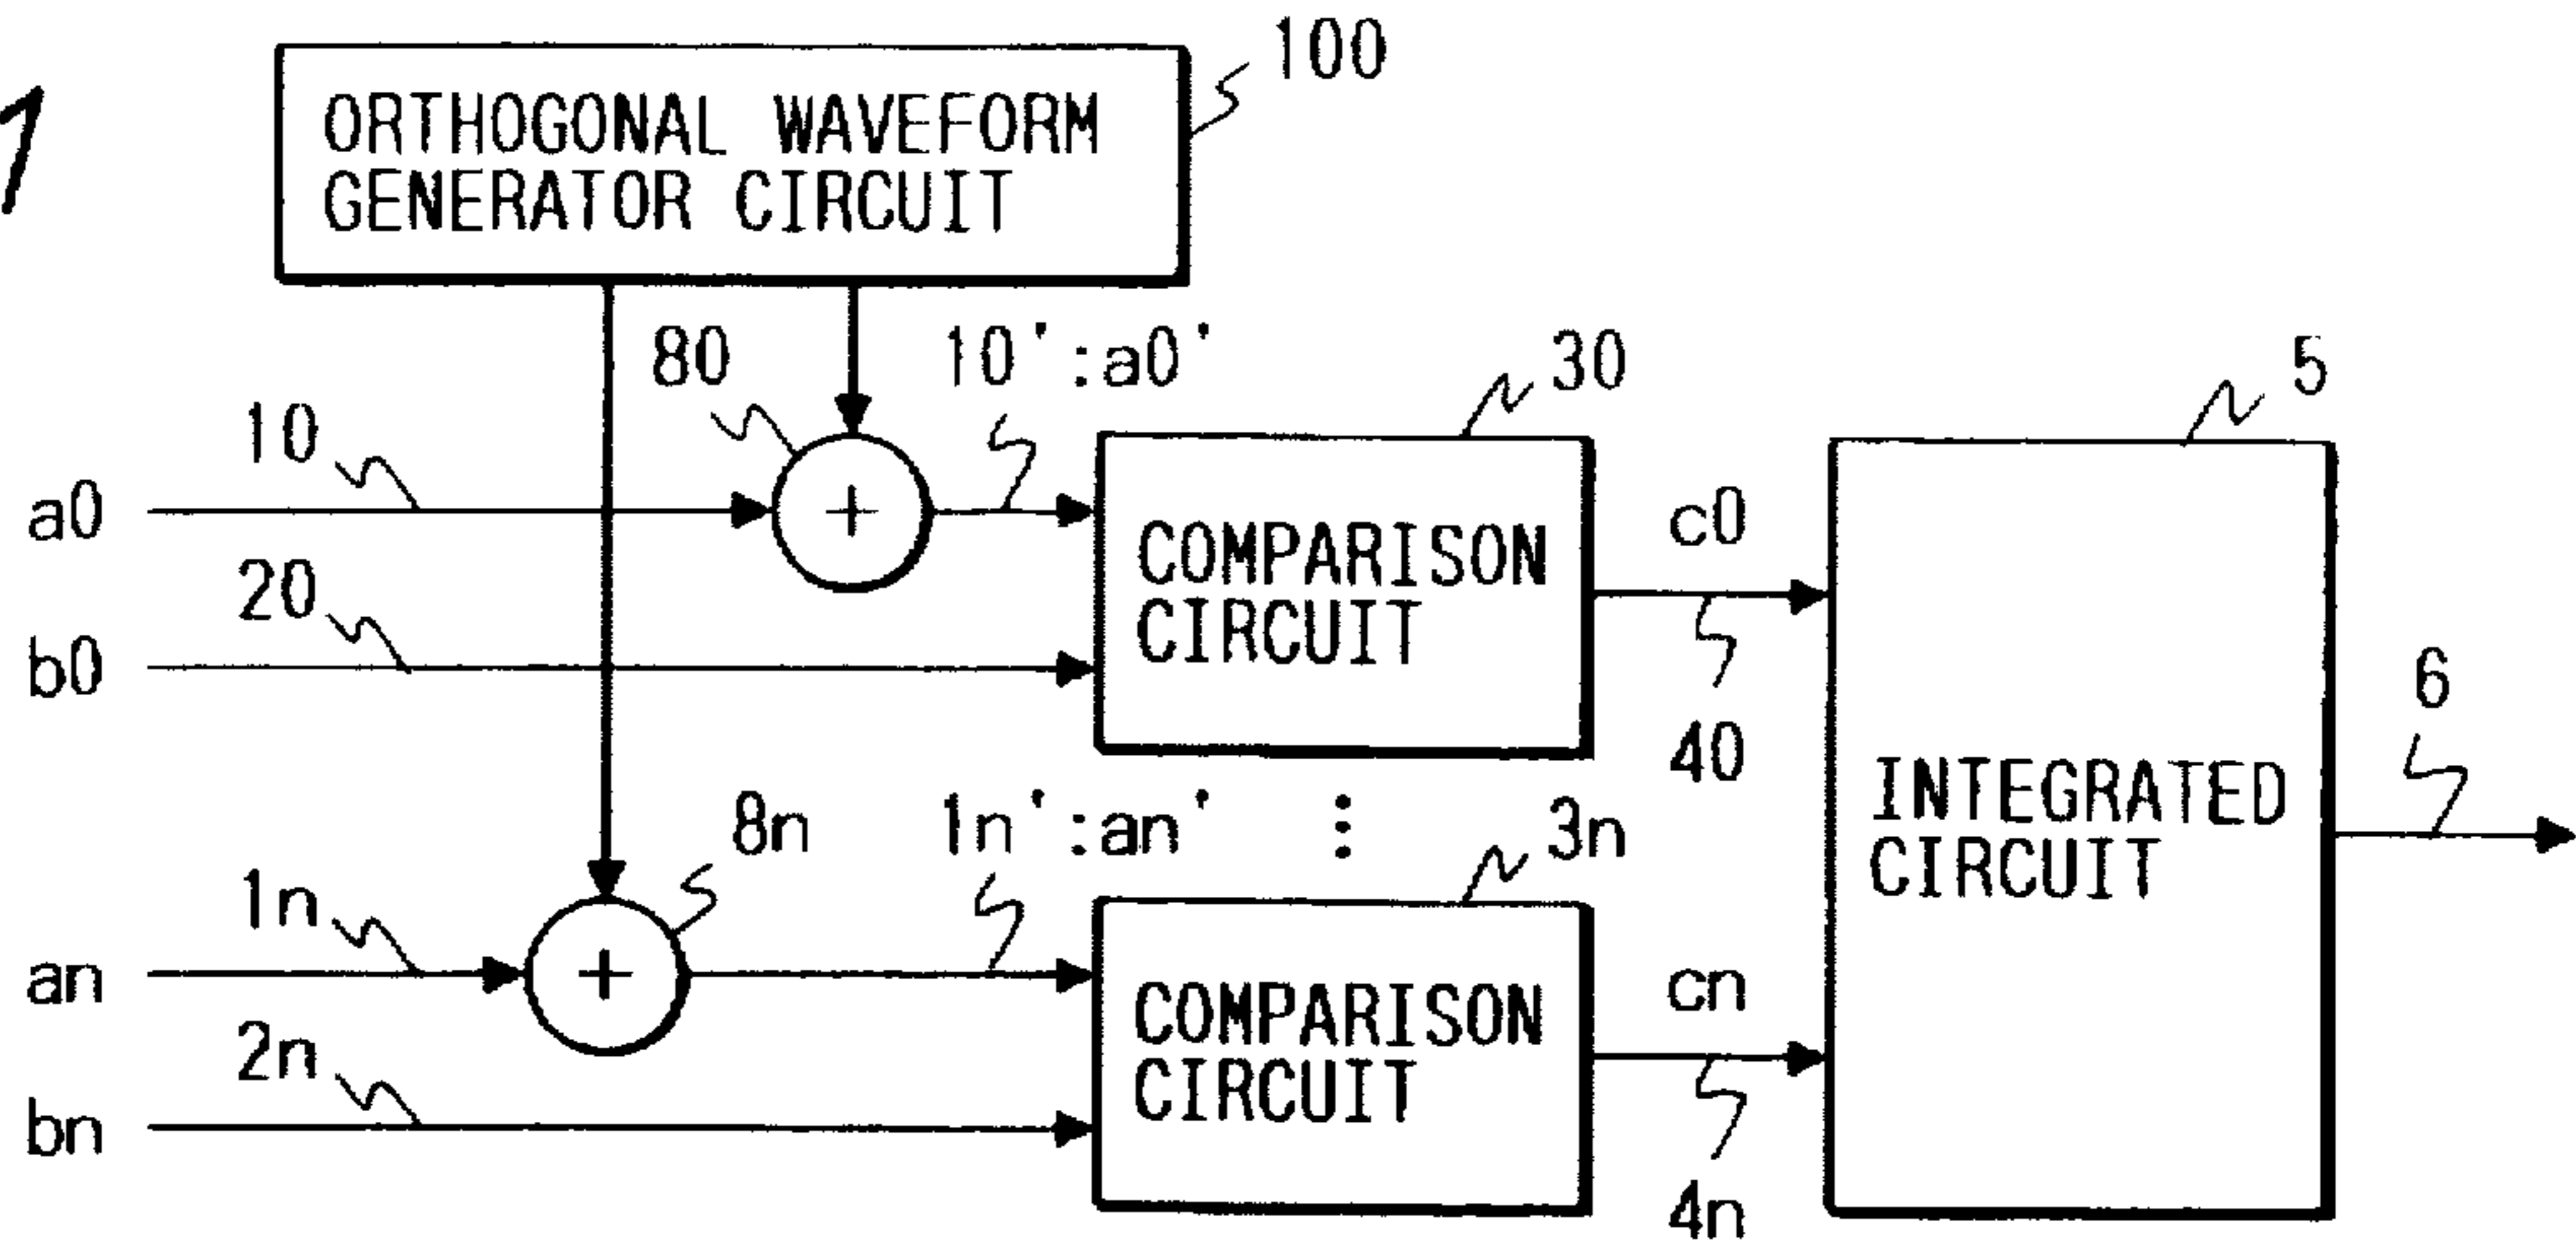 1
100
ORTHOGONAL WAVEFORM
GENERATOR CIRCUIT
80
10':a0'
30
5
10
a0
+
COMPARISON
CIRCUIT
c0
20
b0
40
6
INTEGRATED
CIRCUIT
8n
1n':an'
⋮
3n
1n
an
+
COMPARISON
CIRCUIT
cn
2n
bn
4n